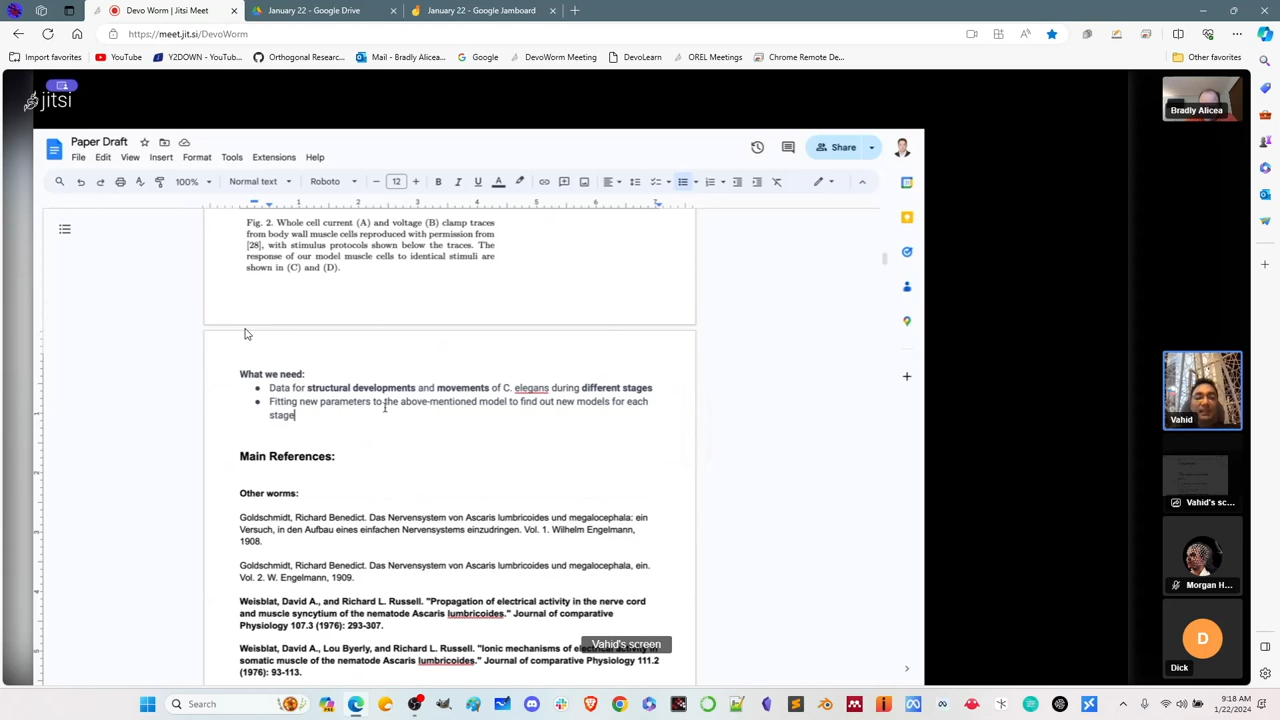 Devo Worm | Jitsi Meet
January 22 - Google Drive
January 22 - Google Jamboard
https://meet.jit.si/DevoWorm
Import favorites
YouTube
Y2DOWN - YouTub...
Orthogonal Researc...
Mail - Bradly Alicea...
Google
DevoWorm Meeting
DevoLearn
OREL Meetings
Chrome Remote De...
Other favorites
jitsi
Bradly Alicea
Paper Draft
File Edit View Insert Format Tools Extensions Help
Share
100%
Normal text
Roboto
12
1 2 3 4 5 6 7
Fig. 2. Whole cell current (A) and voltage (B) clamp traces
from body wall muscle cells reproduced with permission from
[28], with stimulus protocols shown below the traces. The
response of our model muscle cells to identical stimuli are
shown in (C) and (D).
What we need:
● Data for structural developments and movements of C. elegans during different stages
● Fitting new parameters to the above-mentioned model to find out new models for each
stage
Main References:
Other worms:
Goldschmidt, Richard Benedict. Das Nervensystem von Ascaris lumbricoides und megalocephala: ein
Versuch, in den Aufbau eines einfachen Nervensystems einzudringen. Vol. 1. Wilhelm Engelmann,
1908.
Goldschmidt, Richard Benedict. Das Nervensystem von Ascaris lumbricoides und megalocephala, ein.
Vol. 2. W. Engelmann, 1909.
Weisblat, David A., and Richard L. Russell. "Propagation of electrical activity in the nerve cord
and muscle syncytium of the nematode Ascaris lumbricoides." Journal of comparative
Physiology 107.3 (1976): 293-307.
Weisblat, David A., Lou Byerly, and Richard L. Russell. "Ionic mechanisms of
somatic muscle of the nematode Ascaris lumbricoides." Journal of comparative Physiology 111.2
(1976): 93-113.
Vahid's screen
Vahid
Vahid's sc...
Morgan H...
D
Dick
Search
9:18 AM
1/22/2024